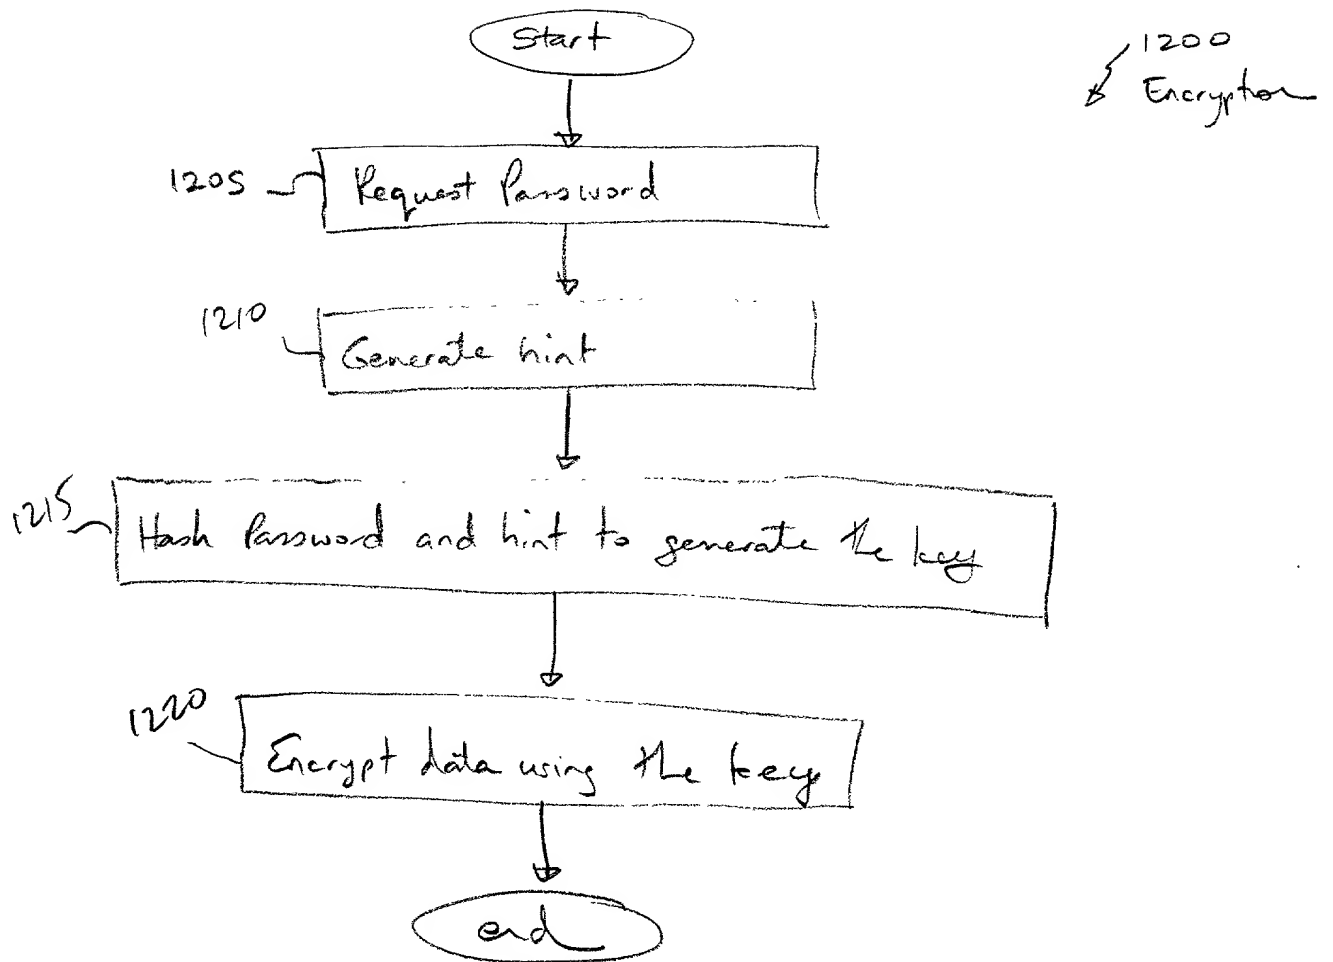 Start
1200
Encryption
1205
Request Password
1210
Generate hint
1215
Hash Password and hint to generate the key
1220
Encrypt data using the key
end